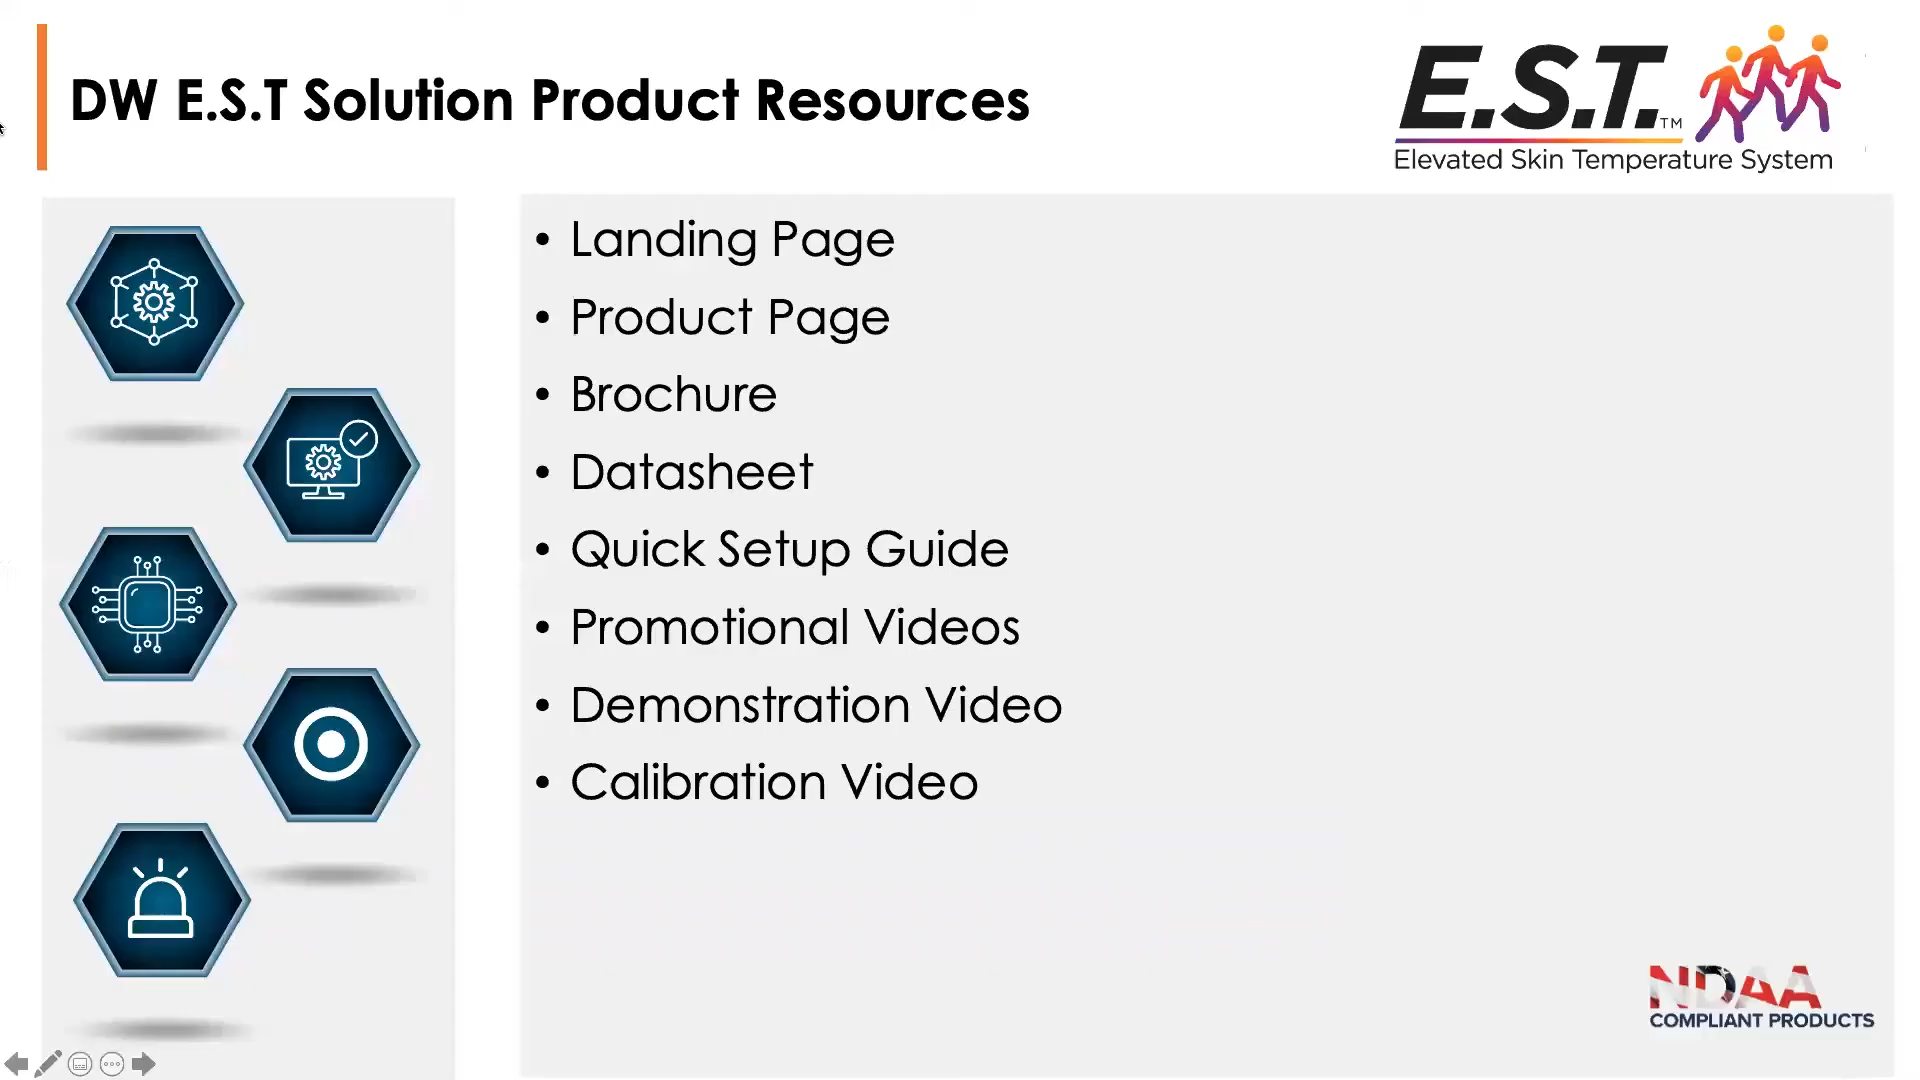 DW E.S.T Solution Product Resources
E.S.T.™
Elevated Skin Temperature System
• Landing Page
• Product Page
• Brochure
• Datasheet
• Quick Setup Guide
• Promotional Videos
• Demonstration Video
• Calibration Video
NDAA
COMPLIANT PRODUCTS